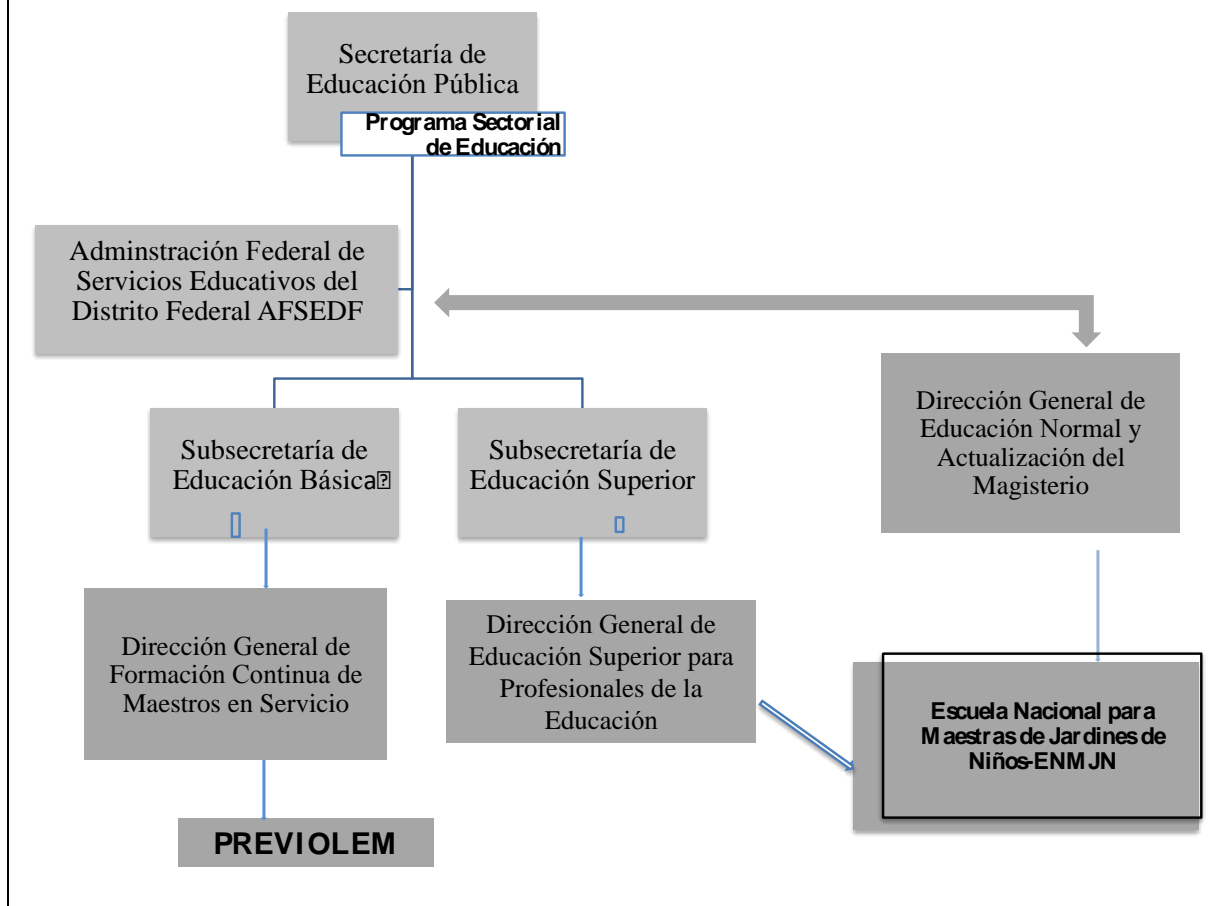 Secretaría de
Educación Pública
Programa Sectorial
de Educación
Adminstración Federal de
Servicios Educativos del
Distrito Federal AFSEDF
Subsecretaría de
Educación Básica
Subsecretaría de
Educación Superior
Dirección General de
Educación Normal y
Actualización del
Magisterio
Dirección General de
Formación Continua de
Maestros en Servicio
Dirección General de
Educación Superior para
Profesionales de la
Educación
Escuela Nacional para
Maestras de Jardines de
Niños-ENMJN
PREVIOLEM